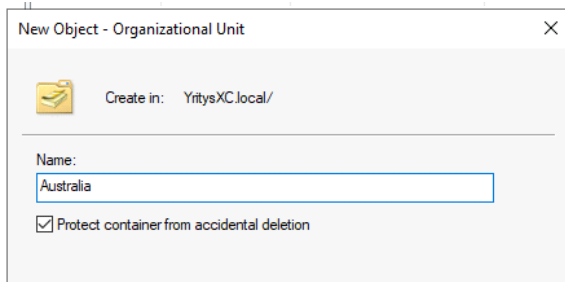 New Object - Organizational Unit
Create in: YritysXC.local/
Name:
Australia
Protect container from accidental deletion